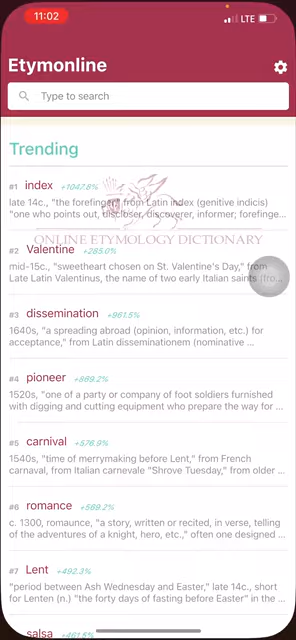 11:02
LTE
Etymonline
Type to search
Trending
#1 index +1047.8%
late 14c., "the forefinger," from Latin index (genitive indicis)
"one who points out, discloser, discoverer, informer; forefinge...
ONLINE ETYMOLOGY DICTIONARY
#2 Valentine +285.0%
mid-15c., "sweetheart chosen on St. Valentine's Day," from
Late Latin Valentinus, the name of two early Italian saints (fro...
#3 dissemination +961.5%
1640s, "a spreading abroad (opinion, information, etc.) for
acceptance," from Latin disseminationem (nominative ...
#4 pioneer +869.2%
1520s, "one of a party or company of foot soldiers furnished
with digging and cutting equipment who prepare the way for ...
#5 carnival +576.9%
1540s, "time of merrymaking before Lent," from French
carnaval, from Italian carnevale "Shrove Tuesday," from older ...
#6 romance +569.2%
c. 1300, romaunce, "a story, written or recited, in verse, telling
of the adventures of a knight, hero, etc.," often one designed ...
#7 Lent +492.3%
"period between Ash Wednesday and Easter," late 14c., short
for Lenten (n.) "the forty days of fasting before Easter" in the ...
salsa +461.5%